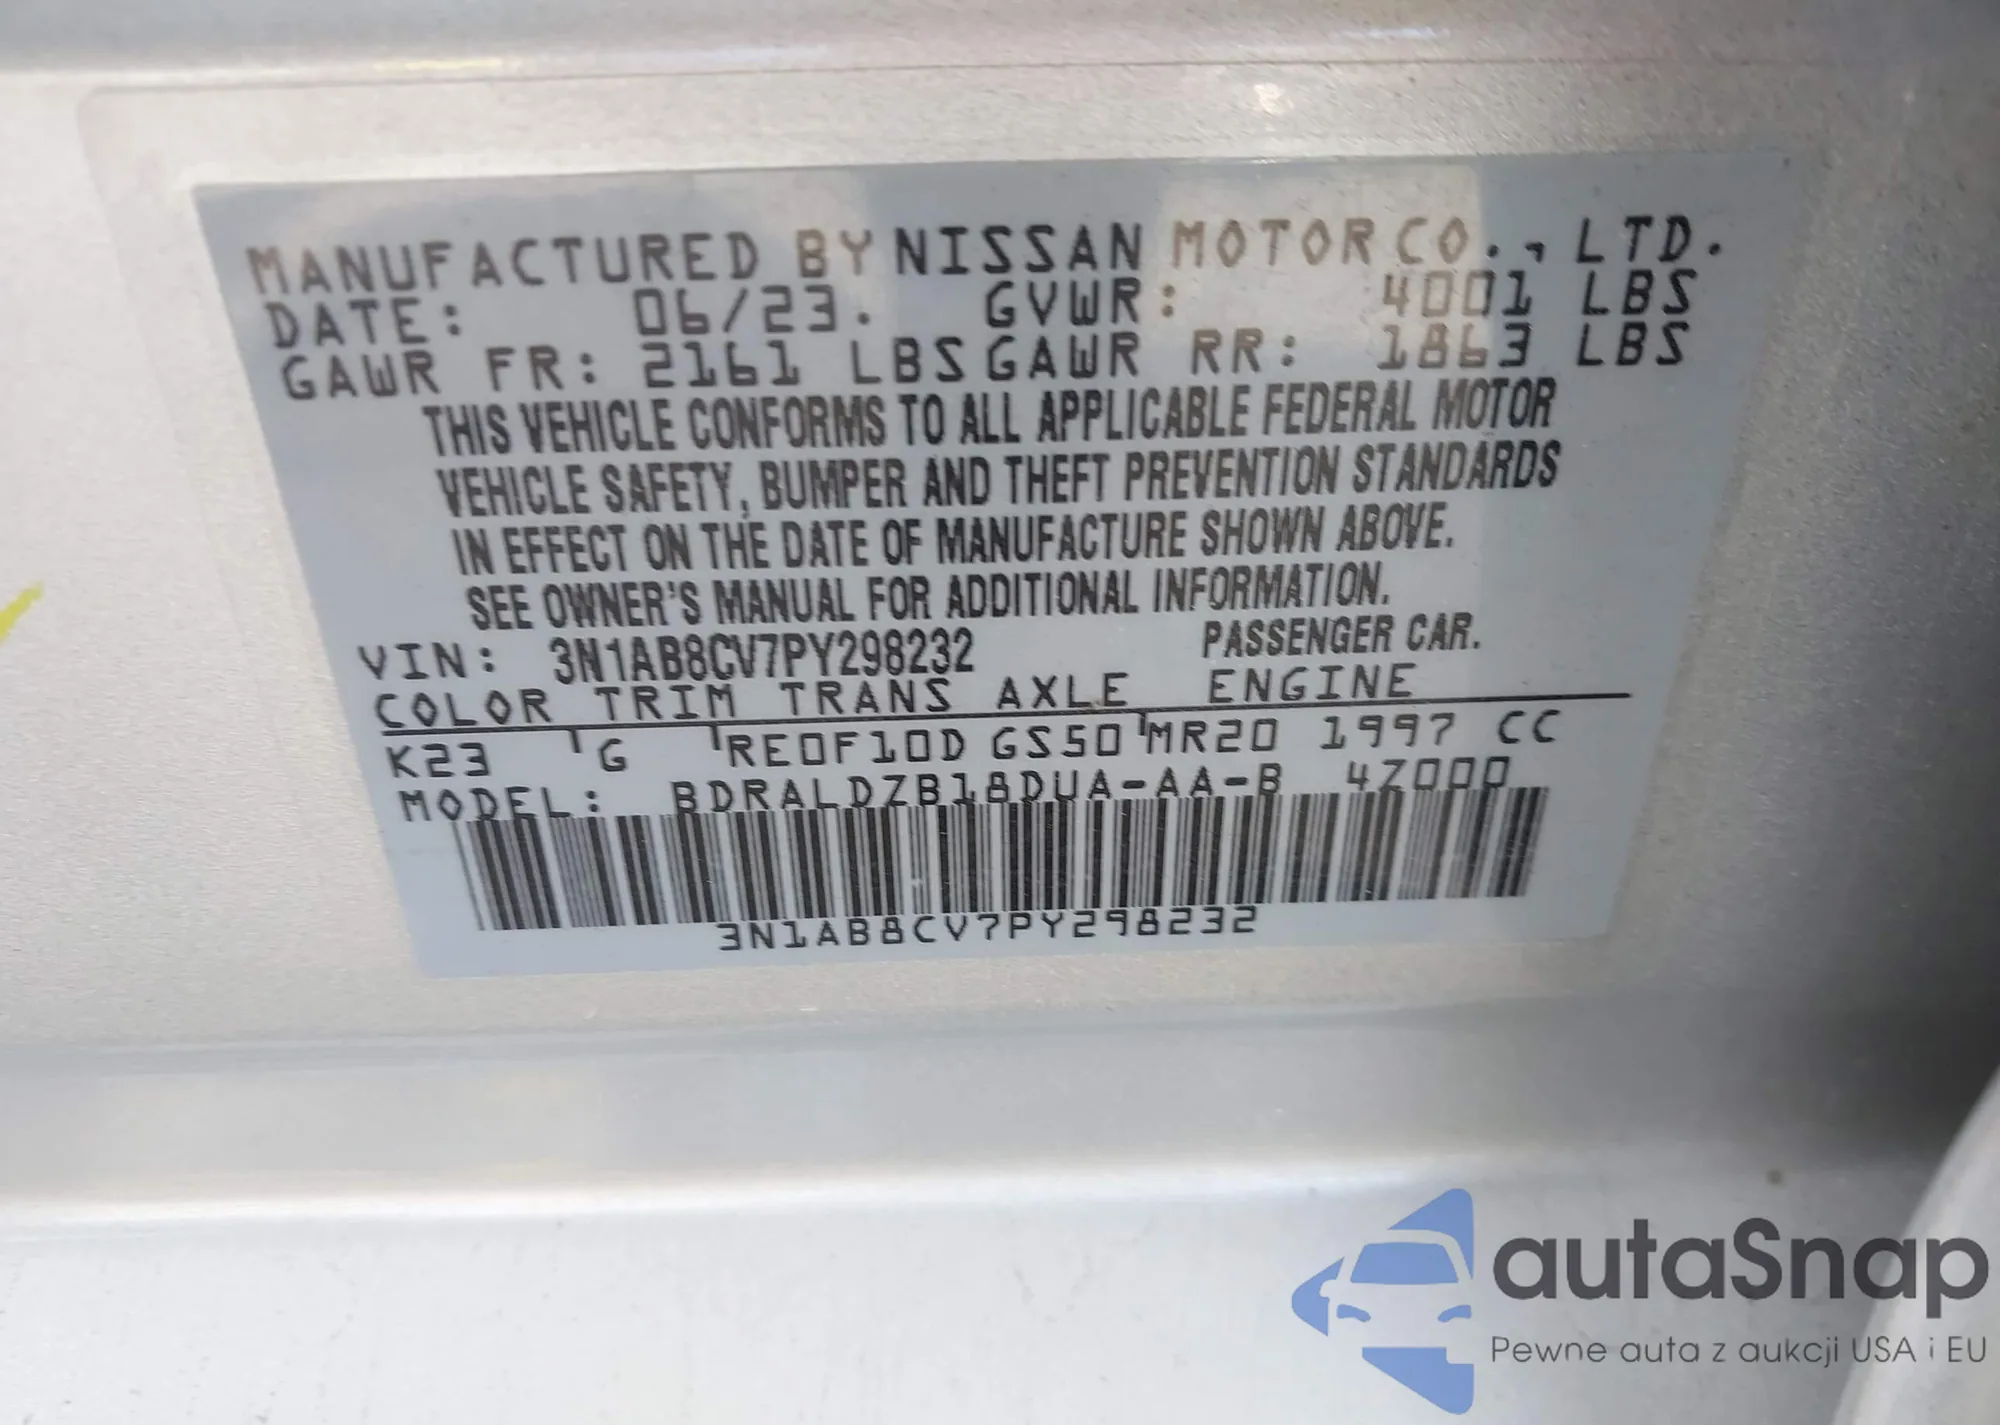 MANUFACTURED BY NISSAN MOTOR CO., LTD.
DATE: 06/23. GVWR: 4001 LBS
GAWR FR: 2161 LBS GAWR RR: 1863 LBS
THIS VEHICLE CONFORMS TO ALL APPLICABLE FEDERAL MOTOR
VEHICLE SAFETY, BUMPER AND THEFT PREVENTION STANDARDS
IN EFFECT ON THE DATE OF MANUFACTURE SHOWN ABOVE.
SEE OWNER'S MANUAL FOR ADDITIONAL INFORMATION.
VIN: 3N1AB8CV7PY298232 PASSENGER CAR.
COLOR TRIM TRANS AXLE ENGINE
K23 G RE0F10D GS50 MR20 1997 CC
MODEL: BDRALDZB18DUA-AA-B 4Z000
3N1AB8CV7PY298232
autaSnap
Pewne auta z aukcji USA i EU